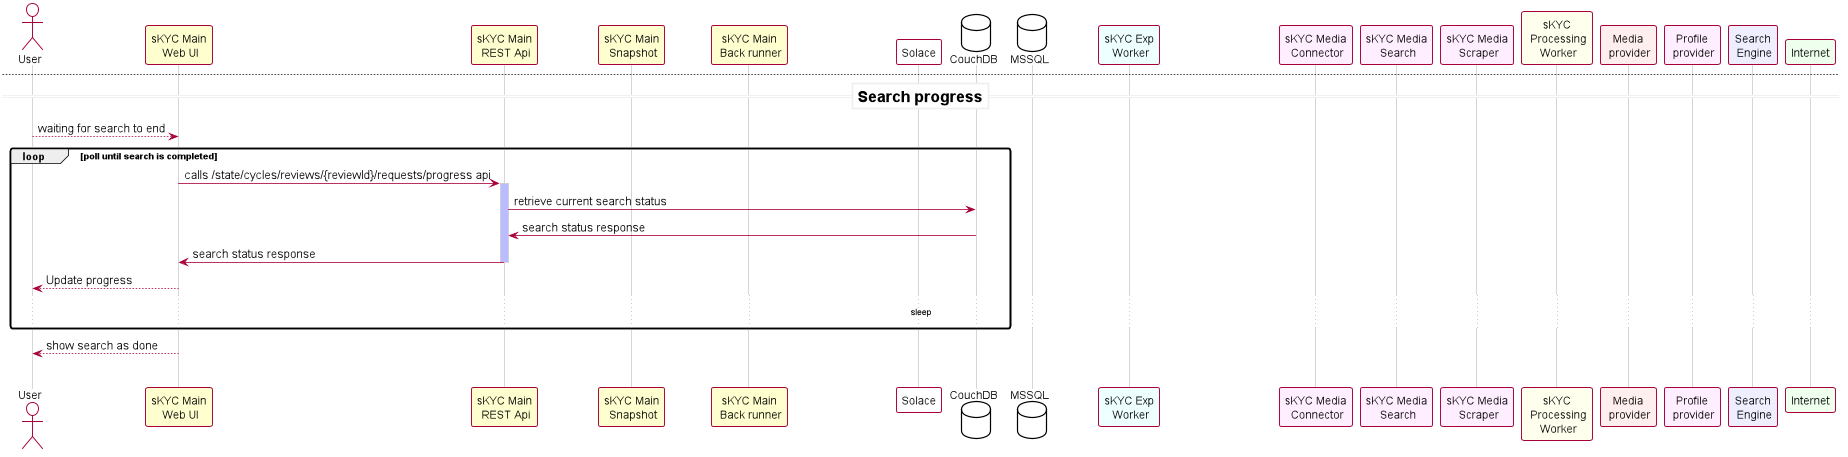 User
sKYC Main
Web UI
sKYC Main
REST Api
sKYC Main
Snapshot
sKYC Main
Back runner
Solace
CouchDB
MSSQL
sKYC Exp
Worker
sKYC Media
Connector
sKYC Media
Search
sKYC Media
Scraper
sKYC
Processing
Worker
Media
provider
Profile
provider
Search
Engine
Internet
Search progress
waiting for search to end
loop
[poll until search is completed]
calls /state/cycles/reviews/{reviewId}/requests/progress api
retrieve current search status
search status response
search status response
Update progress
sleep
show search as done
User
sKYC Main
Web UI
sKYC Main
REST Api
sKYC Main
Snapshot
sKYC Main
Back runner
Solace
CouchDB
MSSQL
sKYC Exp
Worker
sKYC Media
Connector
sKYC Media
Search
sKYC Media
Scraper
sKYC
Processing
Worker
Media
provider
Profile
provider
Search
Engine
Internet